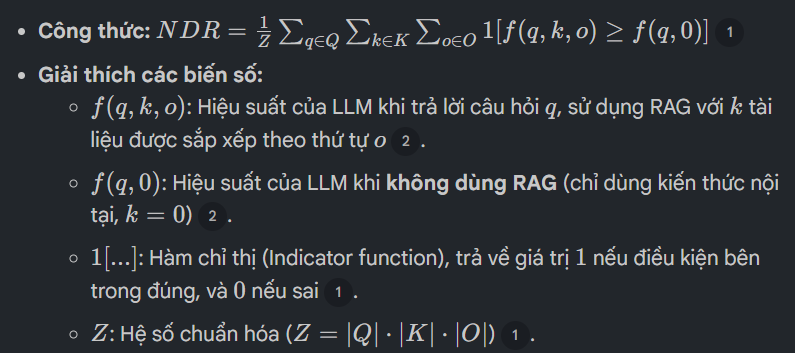 • Công thức: NDR = 1/Z ∑_{q∈Q} ∑_{k∈K} ∑_{o∈O} 1[f(q, k, o) ≥ f(q, 0)] 1
• Giải thích các biến số:
◦ f(q, k, o): Hiệu suất của LLM khi trả lời câu hỏi q, sử dụng RAG với k tài
liệu được sắp xếp theo thứ tự o 2 .
◦ f(q, 0): Hiệu suất của LLM khi không dùng RAG (chỉ dùng kiến thức nội
tại, k = 0) 2 .
◦ 1[...]: Hàm chỉ thị (Indicator function), trả về giá trị 1 nếu điều kiện bên
trong đúng, và 0 nếu sai 1 .
◦ Z: Hệ số chuẩn hóa (Z = |Q| · |K| · |O|) 1 .